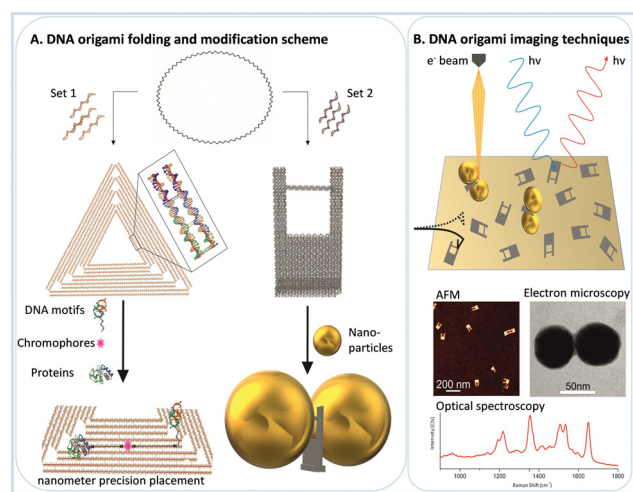 A. DNA origami folding and modification scheme
Set 1
Set 2
DNA motifs
Chromophores
Proteins
Nano-
particles
nanometer precision placement
B. DNA origami imaging techniques
e⁻ beam
hν
hν
AFM
Electron microscopy
200 nm
50nm
Optical spectroscopy
Intensity (Cts)
1000
1200
1400
1600
1800
Raman Shift (cm⁻¹)